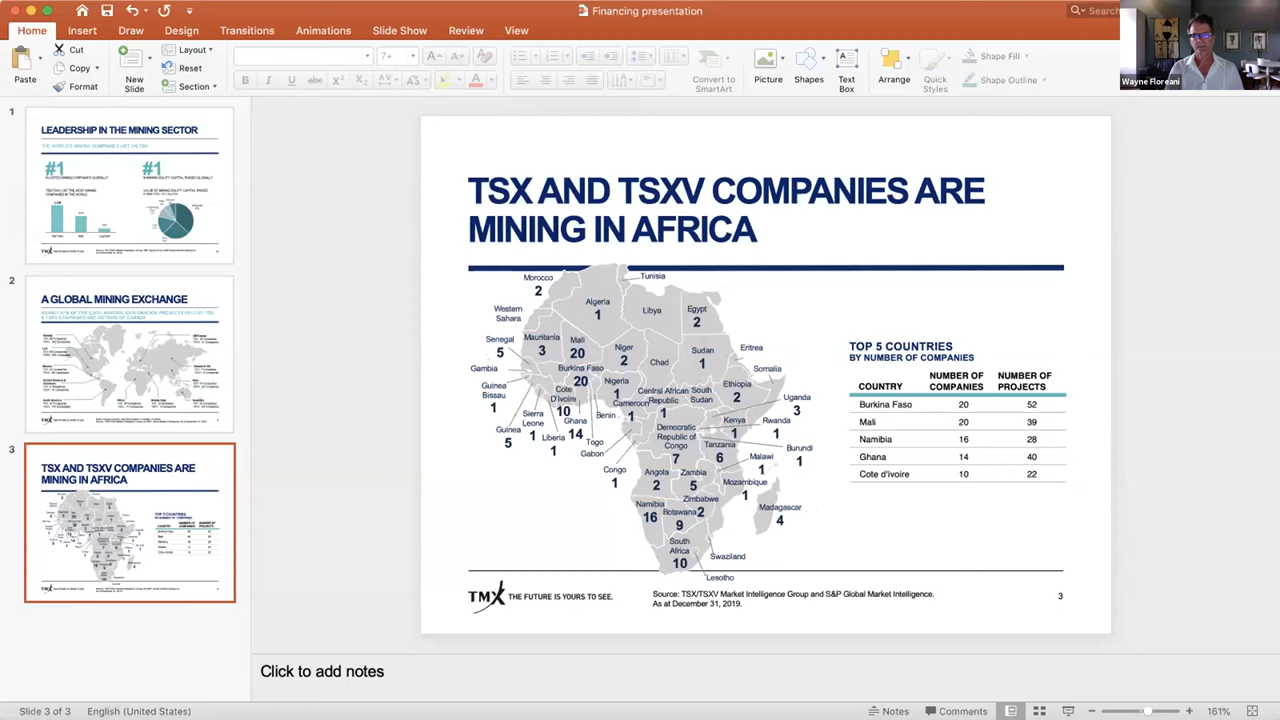 Financing presentation
Search
Home Insert Draw Design Transitions Animations Slide Show Review View
Paste
Cut
Copy
Format
New
Slide
Layout
Reset
Section
7
Convert to
SmartArt
Picture
Shapes
Text
Box
Arrange
Quick
Styles
Shape Fill
Shape Outline
Wayne Floreani
1
LEADERSHIP IN THE MINING SECTOR
#1
#1
2
A GLOBAL MINING EXCHANGE
3
TSX AND TSXV COMPANIES ARE
MINING IN AFRICA
TSX AND TSXV COMPANIES ARE
MINING IN AFRICA
Morocco
2
Tunisia
Algeria
1
Libya
Egypt
2
Western
Sahara
Mauritania
3
Mali
20
Niger
2
Chad
Sudan
1
Eritrea
Senegal
5
Gambia
Guinea
Bissau
Guinea
5
Sierra
Leone
1
Liberia
1
Burkina Faso
20
Cote
D'Ivoire
10
Ghana
14
Togo
Benin
Nigeria
1
Cameroon
1
Central African
Republic
1
South
Sudan
Ethiopia
2
Somalia
Uganda
3
Kenya
1
Rwanda
1
Burundi
1
Gabon
Congo
1
Democratic
Republic of
Congo
7
Tanzania
6
Malawi
1
Angola
2
Zambia
5
Mozambique
1
Zimbabwe
2
Madagascar
4
Namibia
16
Botswana
9
South
Africa
10
Swaziland
Lesotho
TOP 5 COUNTRIES
BY NUMBER OF COMPANIES
COUNTRY NUMBER OF COMPANIES NUMBER OF PROJECTS
Burkina Faso 20 52
Mali 20 39
Namibia 16 28
Ghana 14 40
Cote d'Ivoire 10 22
TMX THE FUTURE IS YOURS TO SEE.
Source: TSX/TSXV Market Intelligence Group and S&P Global Market Intelligence.
As at December 31, 2019.
3
Click to add notes
Slide 3 of 3 English (United States) Notes Comments 161%